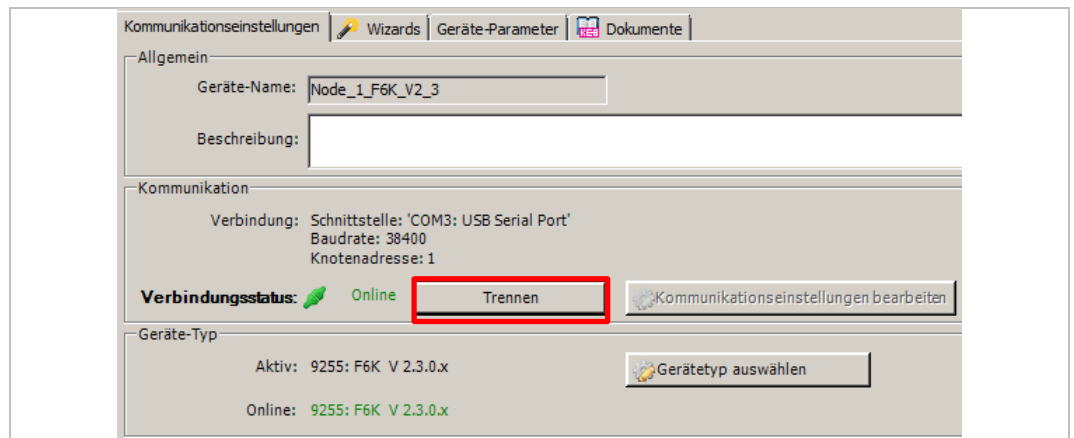 Kommunikationseinstellungen Wizards Geräte-Parameter KEB Dokumente
Allgemein
Geräte-Name: Node_1_F6K_V2_3
Beschreibung:
Kommunikation
Verbindung: Schnittstelle: 'COM3: USB Serial Port'
Baudrate: 38400
Knotenadresse: 1
Verbindungsstatus: Online Trennen Kommunikationseinstellungen bearbeiten
Geräte-Typ
Aktiv: 9255: F6K V 2.3.0.x Gerätetyp auswählen
Online: 9255: F6K V 2.3.0.x